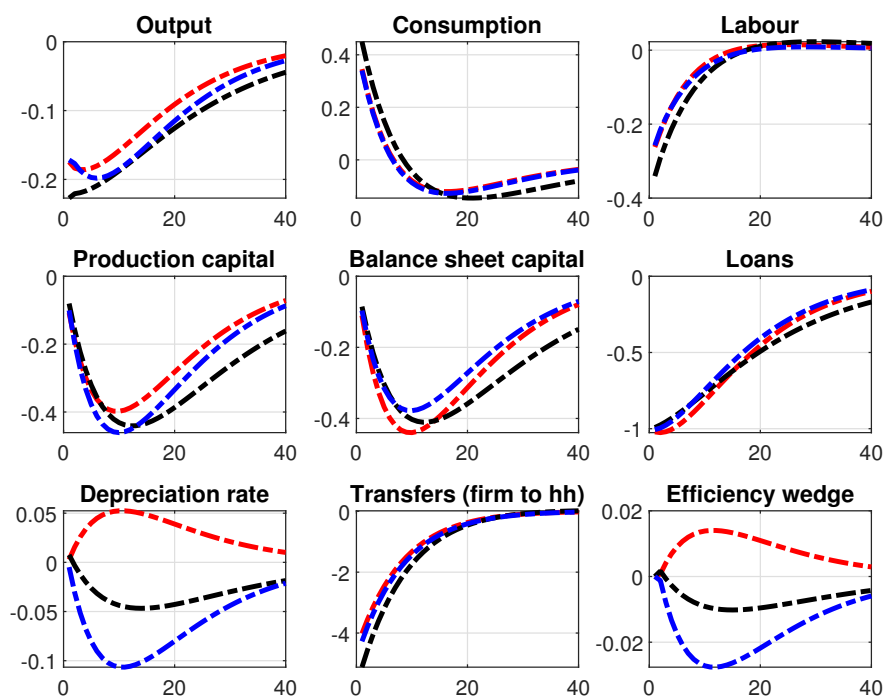 Output
0
-0.1
-0.2
0 20 40
Consumption
0.4
0.2
0
0 20 40
Labour
0
-0.2
-0.4
0 20 40
Production capital
0
-0.2
-0.4
0 20 40
Balance sheet capital
0
-0.2
-0.4
0 20 40
Loans
0
-0.5
-1
0 20 40
Depreciation rate
0.05
0
-0.05
-0.1
0 20 40
Transfers (firm to hh)
0
-2
-4
0 20 40
Efficiency wedge
0.02
0
-0.02
0 20 40